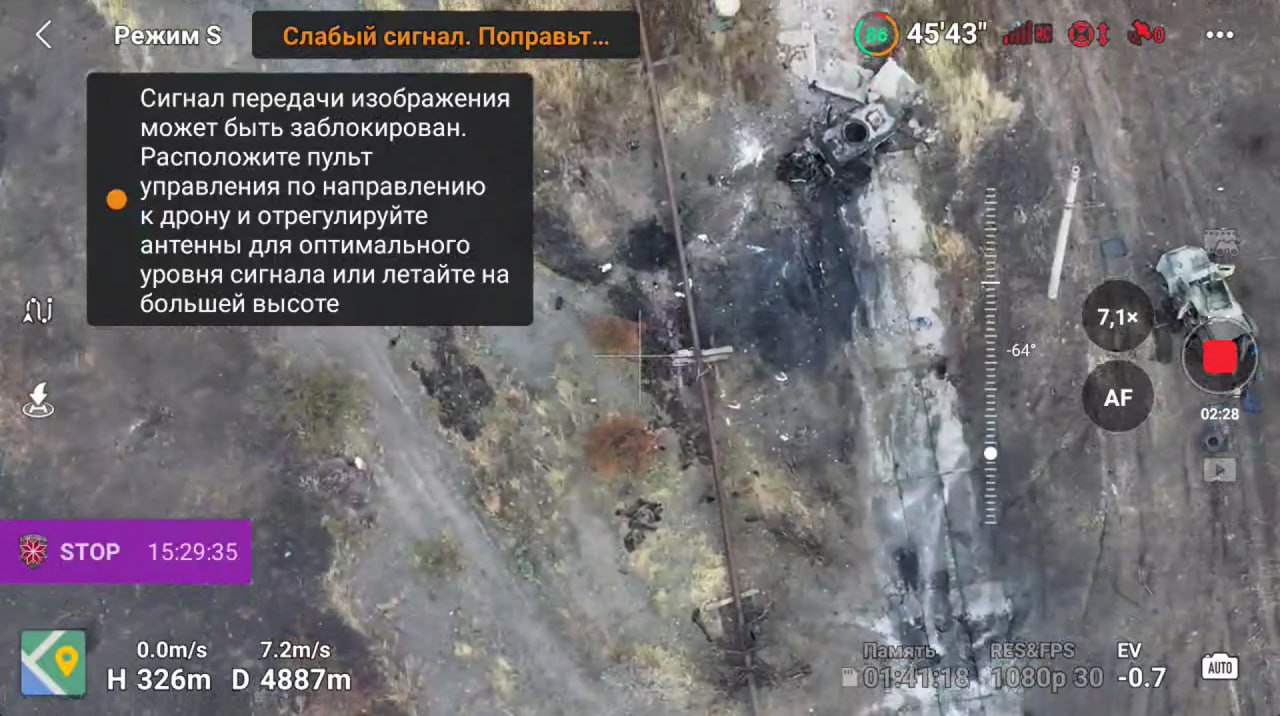 Режим S
Слабый сигнал. Поправьт...
86
45'43"
RC
0
Сигнал передачи изображения
может быть заблокирован.
Расположите пульт
управления по направлению
к дрону и отрегулируйте
антенны для оптимального
уровня сигнала или летайте на
большей высоте
7,1×
-64°
AF
02:28
STOP 15:29:35
0.0m/s 7.2m/s
H 326m D 4887m
Память RES&FPS EV
01:41:18 1080p 30 -0.7
AUTO